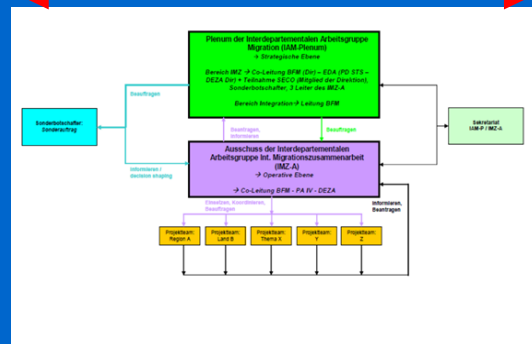 Plenum der Interdepartementalen Arbeitsgruppe
Migration (IAM-Plenum)
→ Strategische Ebene
Bereich IMZ → Co-Leitung BFM (Dir) – EDA (PD STS –
DEZA Dir) + Teilnahme SECO (Mitglied der Direktion),
Sonderbotschafter, 3 Leiter des IMZ-A
Bereich Integration → Leitung BFM
Beauftragen
Sonderbotschafter:
Sonderauftrag
Sekretariat
IAM-P / IMZ-A
Beantragen,
informieren
Beauftragen
Ausschuss der Interdepartementalen
Arbeitsgruppe Int. Migrationszusammenarbeit
(IMZ-A)
→ Operative Ebene
→ Co-Leitung BFM - PA IV - DEZA
Informieren /
decision shaping
Einsetzen, Koordinieren,
Beauftragen
Informieren,
Beantragen
Projektteam:
Region A
Projektteam:
Land B
Projektteam:
Thema X
Projektteam:
Y
Projektteam:
Z